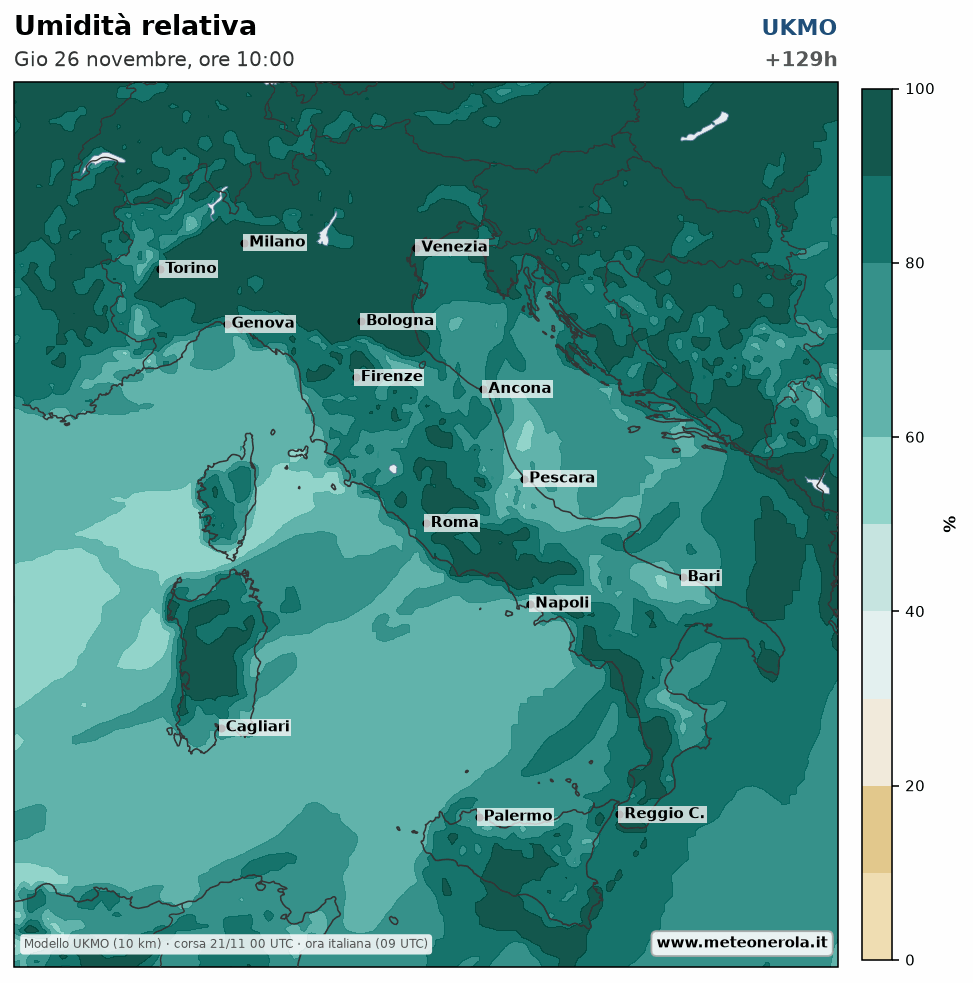 Umidità relativa
UKMO
Gio 26 novembre, ore 10:00
+129h
100
80
60
40
20
0
%
Milano
Venezia
Torino
Genova
Bologna
Firenze
Ancona
Pescara
Roma
Bari
Napoli
Cagliari
Palermo
Reggio C.
Modello UKMO (10 km) · corsa 21/11 00 UTC · ora italiana (09 UTC)
www.meteonerola.it